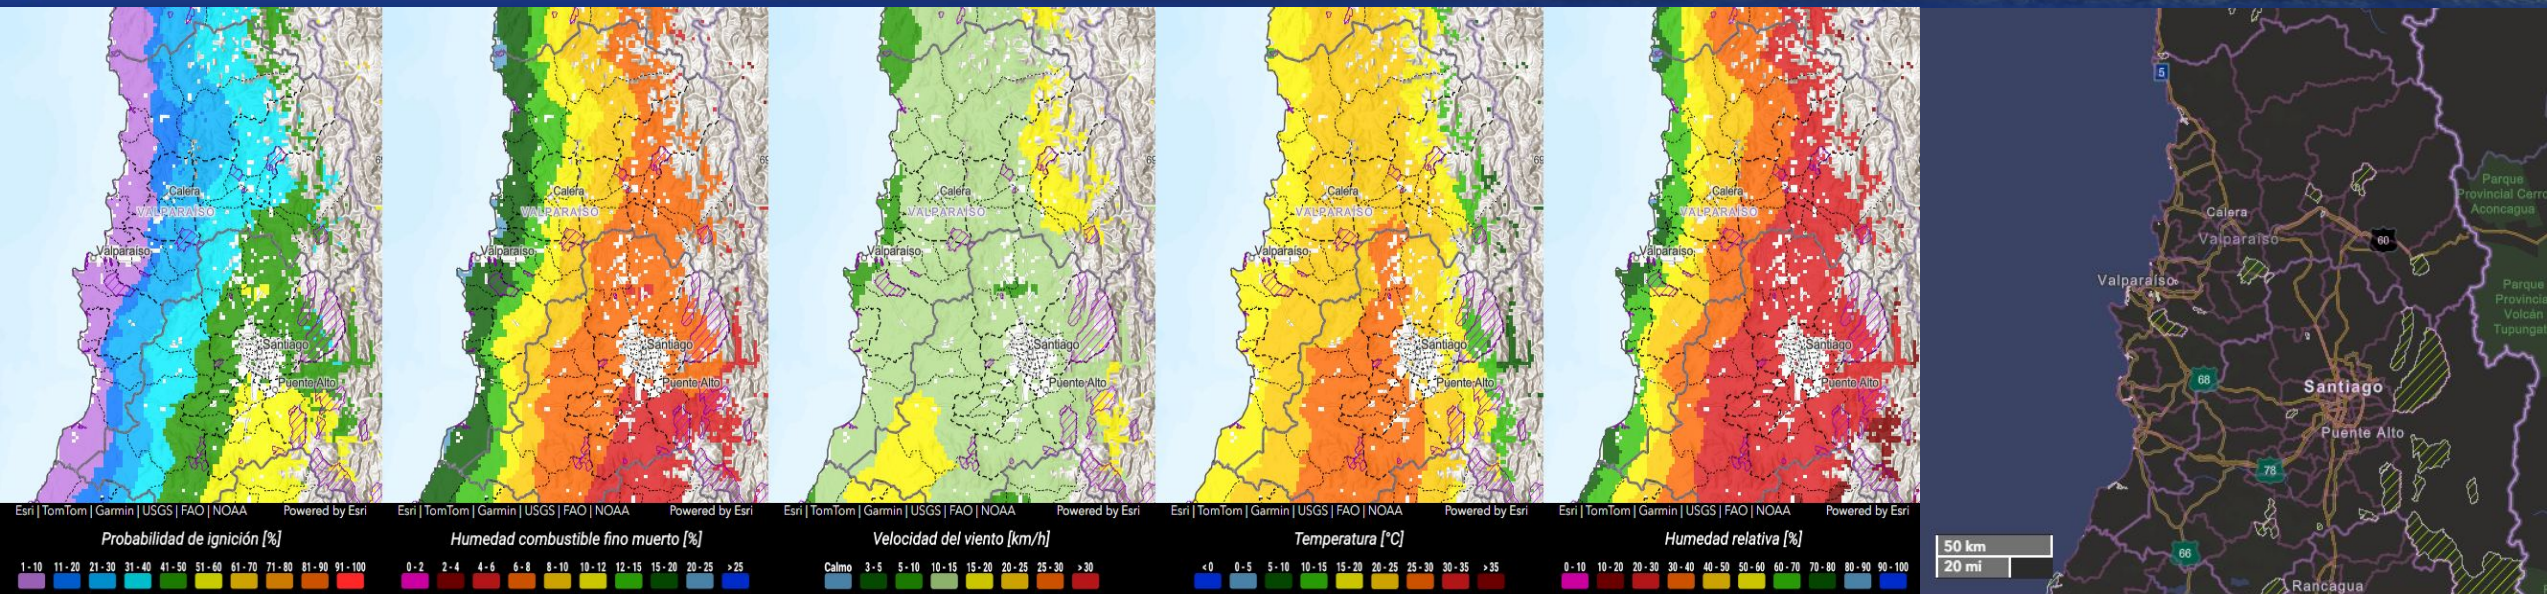 Calera
VALPARAÍSO
Valparaíso
Santiago
Puente Alto
Esri | TomTom | Garmin | USGS | FAO | NOAA
Powered by Esri
Probabilidad de ignición [%]
1 - 10 11 - 20 21 - 30 31 - 40 41 - 50 51 - 60 61 - 70 71 - 80 81 - 90 91 - 100
Calera
VALPARAÍSO
Valparaíso
Santiago
Puente Alto
Esri | TomTom | Garmin | USGS | FAO | NOAA
Powered by Esri
Humedad combustible fino muerto [%]
0 - 2 2 - 4 4 - 6 6 - 8 8 - 10 10 - 12 12 - 15 15 - 20 20 - 25 > 25
Calera
VALPARAÍSO
Valparaíso
Santiago
Puente Alto
Esri | TomTom | Garmin | USGS | FAO | NOAA
Powered by Esri
Velocidad del viento [km/h]
Calmo 3 - 5 5 - 10 10 - 15 15 - 20 20 - 25 25 - 30 > 30
Calera
VALPARAÍSO
Valparaíso
Santiago
Puente Alto
Esri | TomTom | Garmin | USGS | FAO | NOAA
Powered by Esri
Temperatura [°C]
< 0 0 - 5 5 - 10 10 - 15 15 - 20 20 - 25 25 - 30 30 - 35 > 35
Calera
VALPARAÍSO
Valparaíso
Santiago
Puente Alto
Esri | TomTom | Garmin | USGS | FAO | NOAA
Powered by Esri
Humedad relativa [%]
0 - 10 10 - 20 20 - 30 30 - 40 40 - 50 50 - 60 60 - 70 70 - 80 80 - 90 90 - 100
5
Parque
Provincial Cerro
Aconcagua
Calera
Valparaíso
60
Valparaíso
Parque
Provincia
Volcán
Tupungat
68
Santiago
Puente Alto
78
50 km
20 mi
66
Rancagua